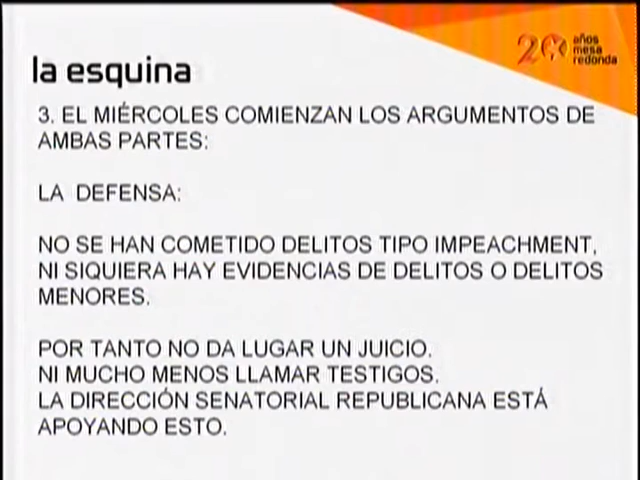 20 años
mesa
redonda
la esquina
3. EL MIÉRCOLES COMIENZAN LOS ARGUMENTOS DE
AMBAS PARTES:
LA DEFENSA:
NO SE HAN COMETIDO DELITOS TIPO IMPEACHMENT,
NI SIQUIERA HAY EVIDENCIAS DE DELITOS O DELITOS
MENORES.
POR TANTO NO DA LUGAR UN JUICIO.
NI MUCHO MENOS LLAMAR TESTIGOS.
LA DIRECCIÓN SENATORIAL REPUBLICANA ESTÁ
APOYANDO ESTO.